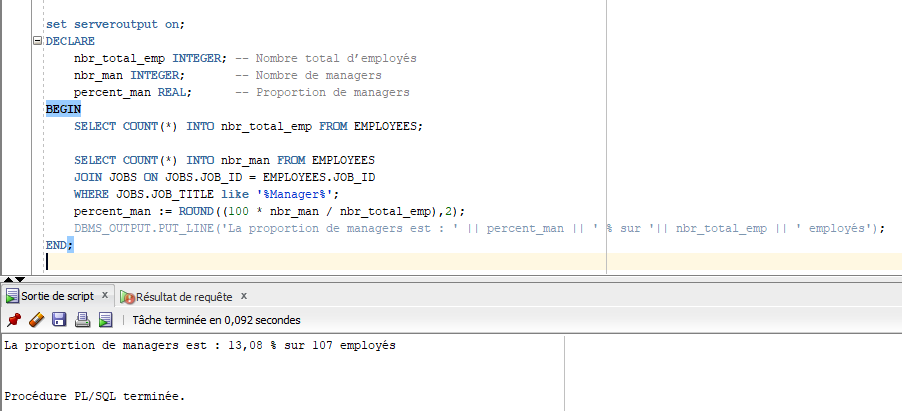 set serveroutput on;
DECLARE
nbr_total_emp INTEGER; -- Nombre total d’employés
nbr_man INTEGER; -- Nombre de managers
percent_man REAL; -- Proportion de managers
BEGIN
SELECT COUNT(*) INTO nbr_total_emp FROM EMPLOYEES;
SELECT COUNT(*) INTO nbr_man FROM EMPLOYEES
JOIN JOBS ON JOBS.JOB_ID = EMPLOYEES.JOB_ID
WHERE JOBS.JOB_TITLE like '%Manager%';
percent_man := ROUND((100 * nbr_man / nbr_total_emp),2);
DBMS_OUTPUT.PUT_LINE('La proportion de managers est : ' || percent_man || ' % sur '|| nbr_total_emp || ' employés');
END;
Sortie de script x Résultat de requête x
Tâche terminée en 0,092 secondes
La proportion de managers est : 13,08 % sur 107 employés
Procédure PL/SQL terminée.